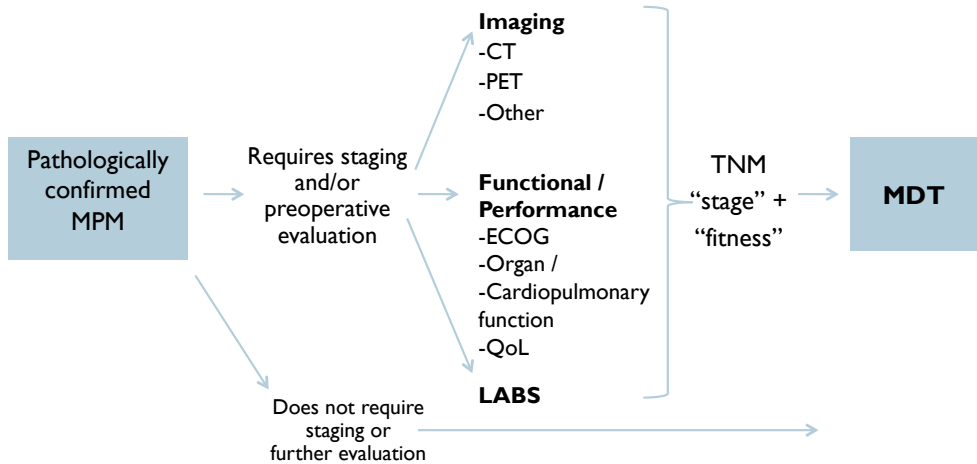 Pathologically
confirmed
MPM
Requires staging
and/or
preoperative
evaluation
Imaging
-CT
-PET
-Other
Functional /
Performance
-ECOG
-Organ /
-Cardiopulmonary
function
-QoL
LABS
TNM
“stage” +
“fitness”
MDT
Does not require
staging or
further evaluation